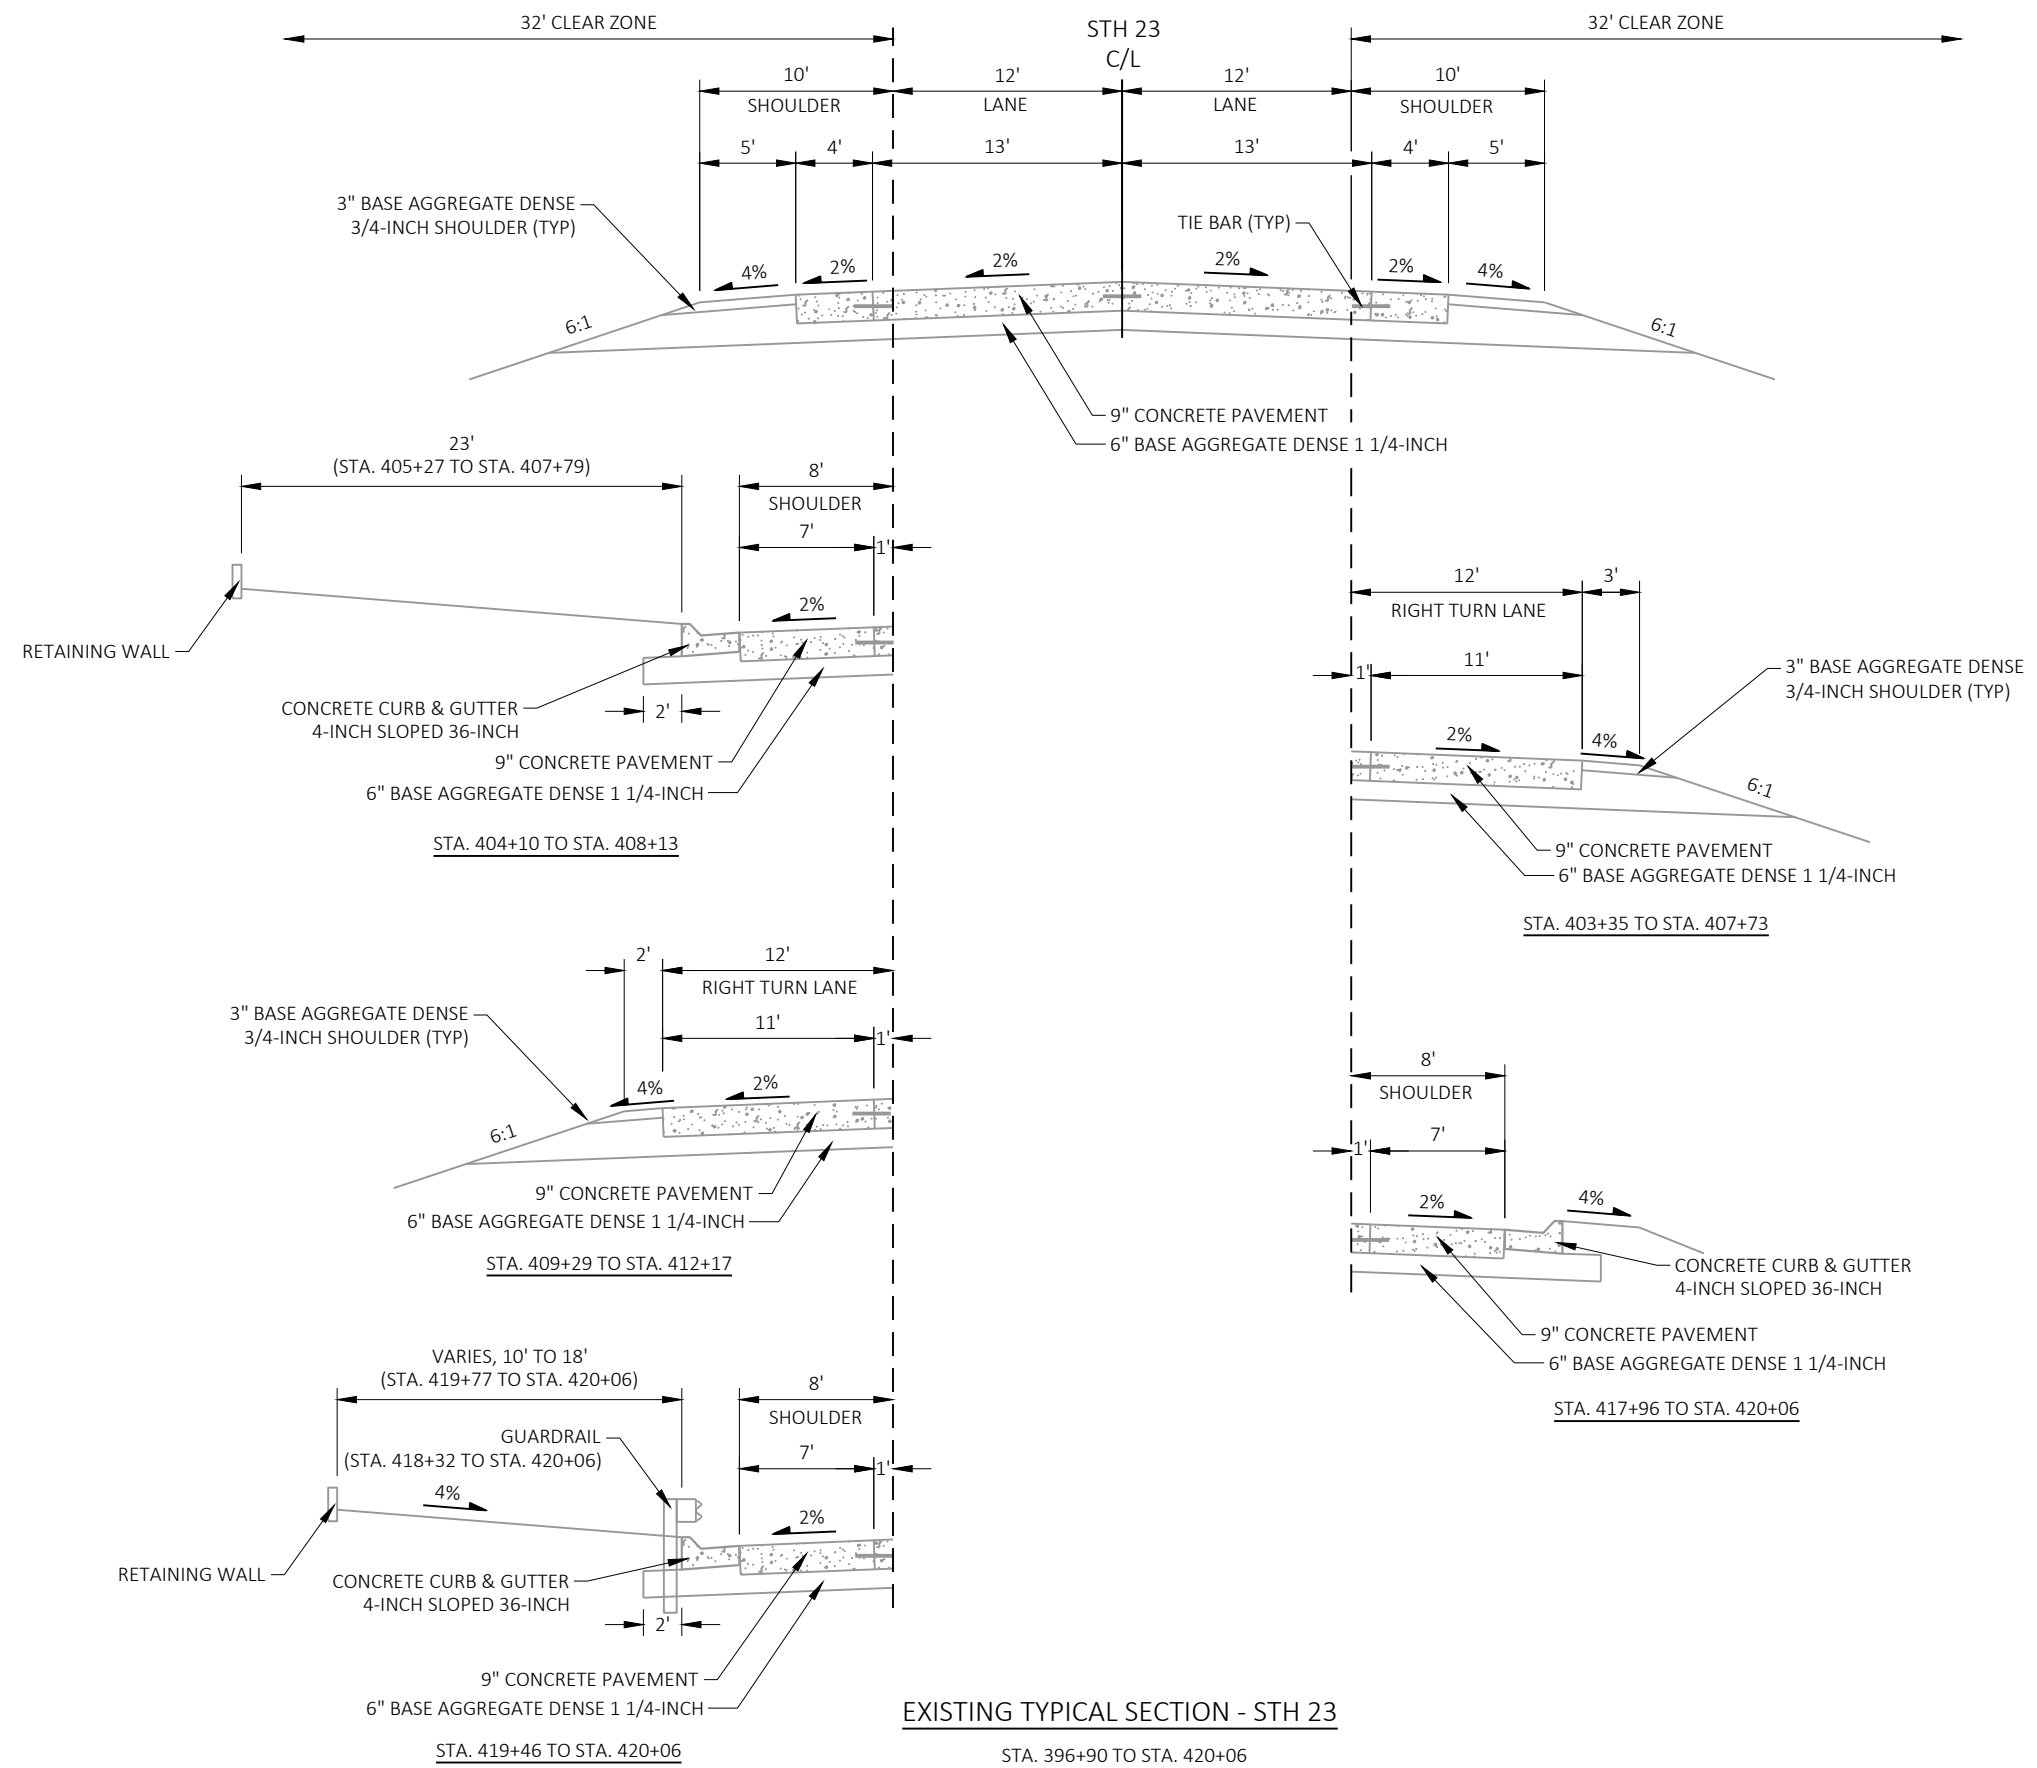 32' CLEAR ZONE
STH 23
C/L
32' CLEAR ZONE
10'
SHOULDER
12'
LANE
12'
LANE
10'
SHOULDER
5'
4'
13'
13'
4'
5'
3" BASE AGGREGATE DENSE
3/4-INCH SHOULDER (TYP)
TIE BAR (TYP)
4%
2%
2%
2%
2%
4%
6:1
6:1
9" CONCRETE PAVEMENT
6" BASE AGGREGATE DENSE 1 1/4-INCH
23'
(STA. 405+27 TO STA. 407+79)
8'
SHOULDER
7'
1'
2%
RETAINING WALL
CONCRETE CURB & GUTTER
4-INCH SLOPED 36-INCH
2'
9" CONCRETE PAVEMENT
6" BASE AGGREGATE DENSE 1 1/4-INCH
STA. 404+10 TO STA. 408+13
12'
RIGHT TURN LANE
3'
1'
11'
3" BASE AGGREGATE DENSE
3/4-INCH SHOULDER (TYP)
2%
4%
6:1
9" CONCRETE PAVEMENT
6" BASE AGGREGATE DENSE 1 1/4-INCH
STA. 403+35 TO STA. 407+73
2'
12'
RIGHT TURN LANE
3" BASE AGGREGATE DENSE
3/4-INCH SHOULDER (TYP)
11'
1'
4%
2%
6:1
9" CONCRETE PAVEMENT
6" BASE AGGREGATE DENSE 1 1/4-INCH
STA. 409+29 TO STA. 412+17
8'
SHOULDER
1'
7'
2%
4%
CONCRETE CURB & GUTTER
4-INCH SLOPED 36-INCH
9" CONCRETE PAVEMENT
6" BASE AGGREGATE DENSE 1 1/4-INCH
STA. 417+96 TO STA. 420+06
VARIES, 10' TO 18'
(STA. 419+77 TO STA. 420+06)
8'
SHOULDER
GUARDRAIL
(STA. 418+32 TO STA. 420+06)
7'
1'
4%
2%
RETAINING WALL
CONCRETE CURB & GUTTER
4-INCH SLOPED 36-INCH
2'
9" CONCRETE PAVEMENT
6" BASE AGGREGATE DENSE 1 1/4-INCH
STA. 419+46 TO STA. 420+06
EXISTING TYPICAL SECTION - STH 23
STA. 396+90 TO STA. 420+06